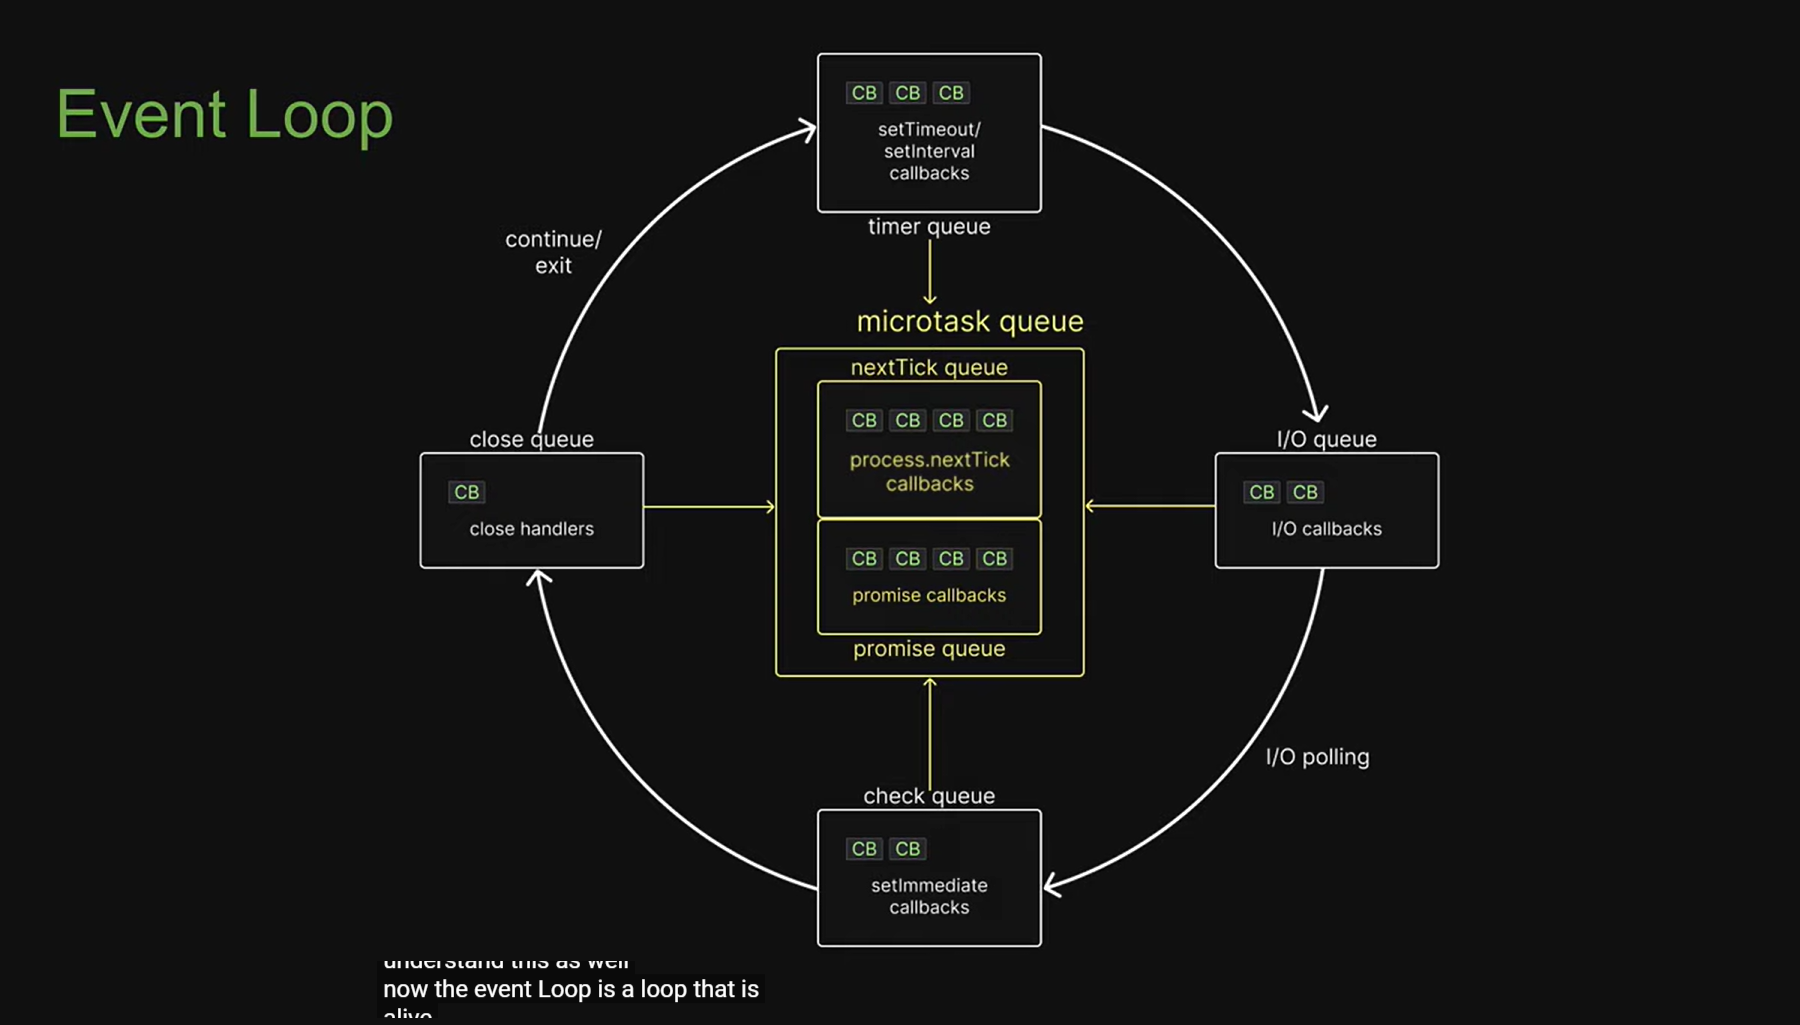 Event Loop
CB CB CB
setTimeout/
setInterval
callbacks
timer queue
continue/
exit
microtask queue
nextTick queue
CB CB CB CB
process.nextTick
callbacks
CB CB CB CB
promise callbacks
promise queue
close queue
CB
close handlers
I/O queue
CB CB
I/O callbacks
I/O polling
check queue
CB CB
setImmediate
callbacks
understand this as well
now the event Loop is a loop that is
alive